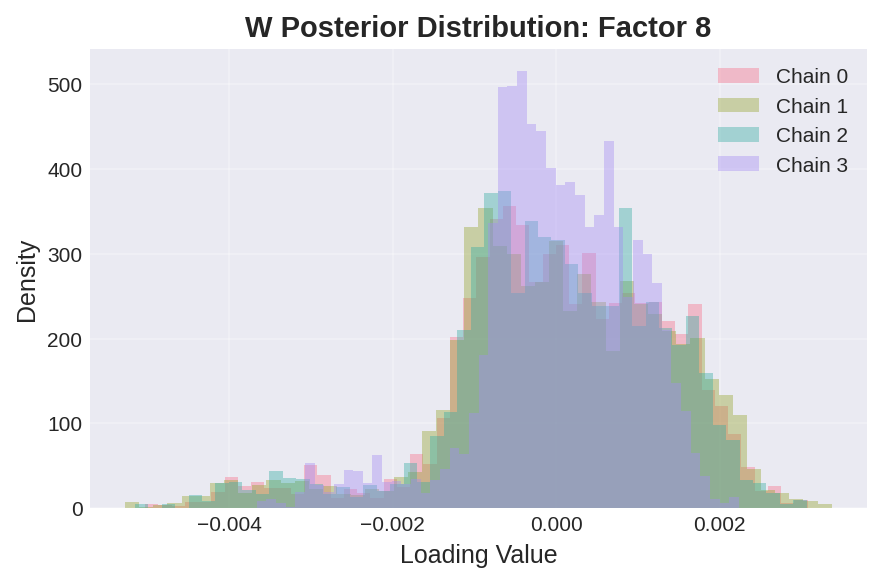 W Posterior Distribution: Factor 8
Chain 0
Chain 1
Chain 2
Chain 3
500
400
300
200
100
0
Density
−0.004
−0.002
0.000
0.002
Loading Value